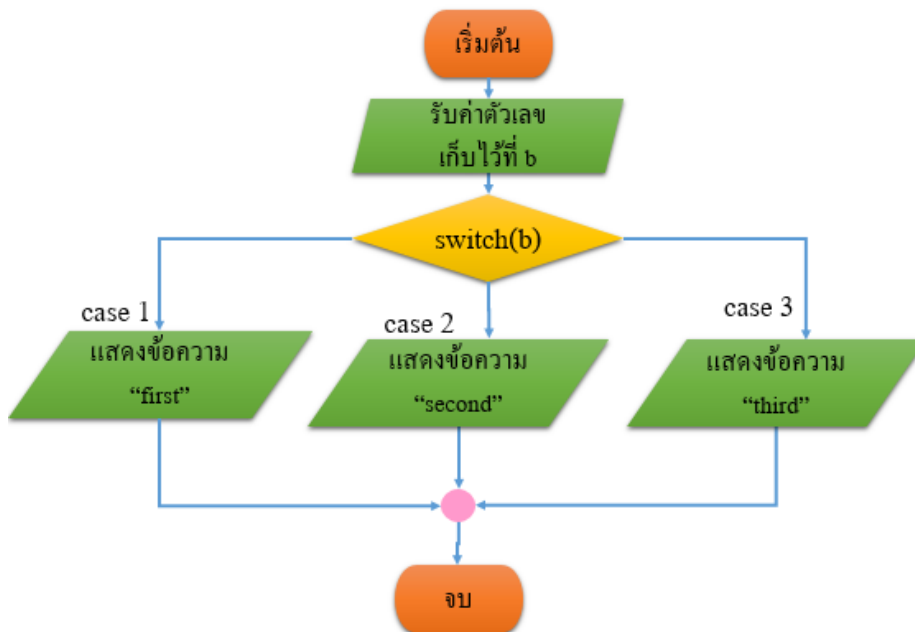 เริ่มต้น
รับค่าตัวเลข
เก็บไว้ที่ b
switch(b)
case 1
case 2
case 3
แสดงข้อความ
“first”
แสดงข้อความ
“second”
แสดงข้อความ
“third”
จบ